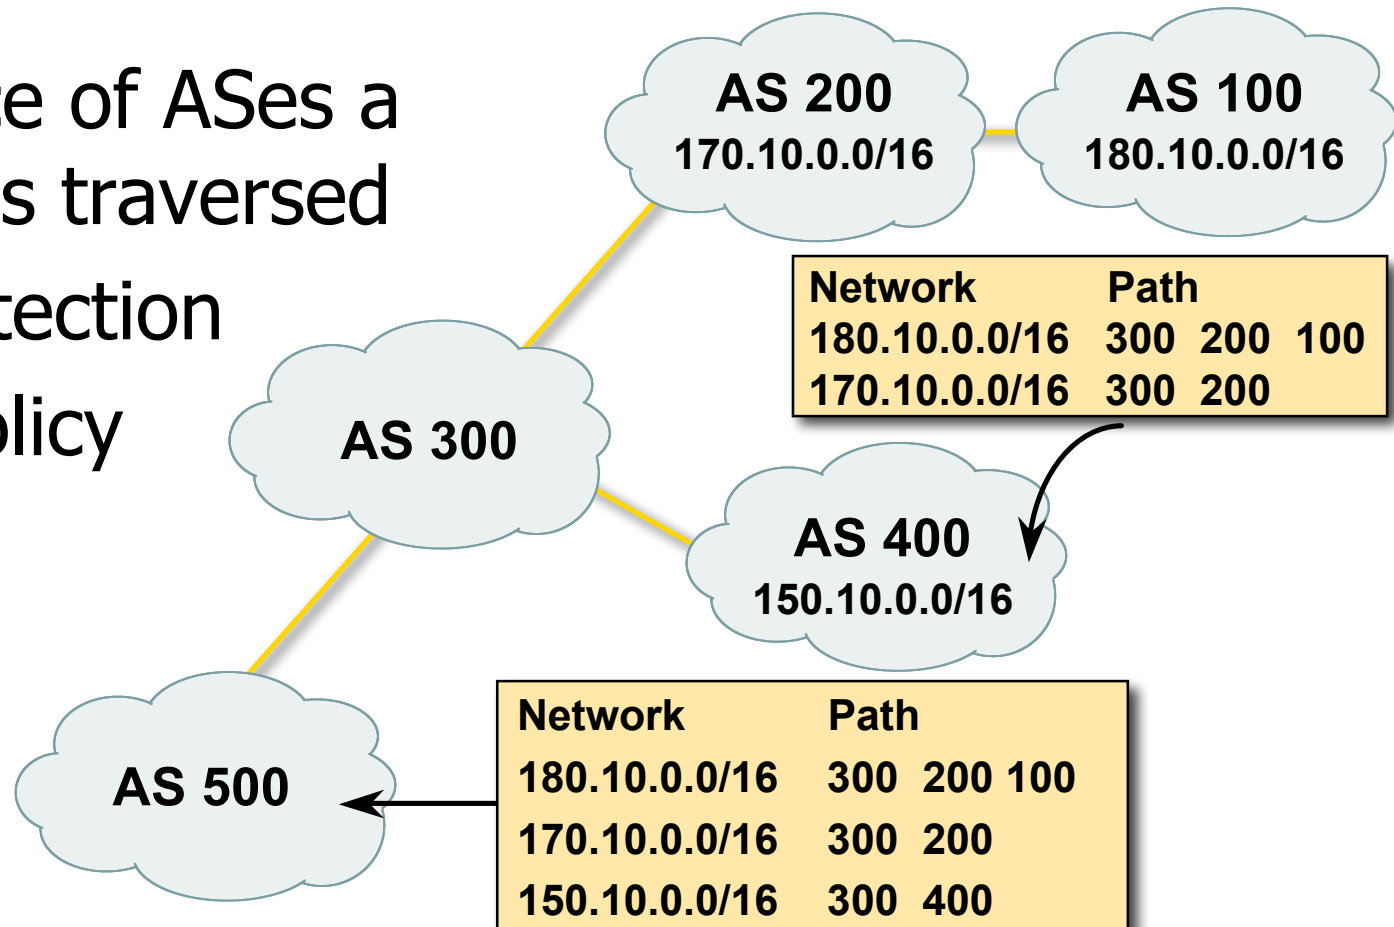 ce of ASes a
s traversed
tection
olicy
AS 200
170.10.0.0/16
AS 100
180.10.0.0/16
Network Path
180.10.0.0/16 300 200 100
170.10.0.0/16 300 200
AS 300
AS 400
150.10.0.0/16
AS 500
Network Path
180.10.0.0/16 300 200 100
170.10.0.0/16 300 200
150.10.0.0/16 300 400